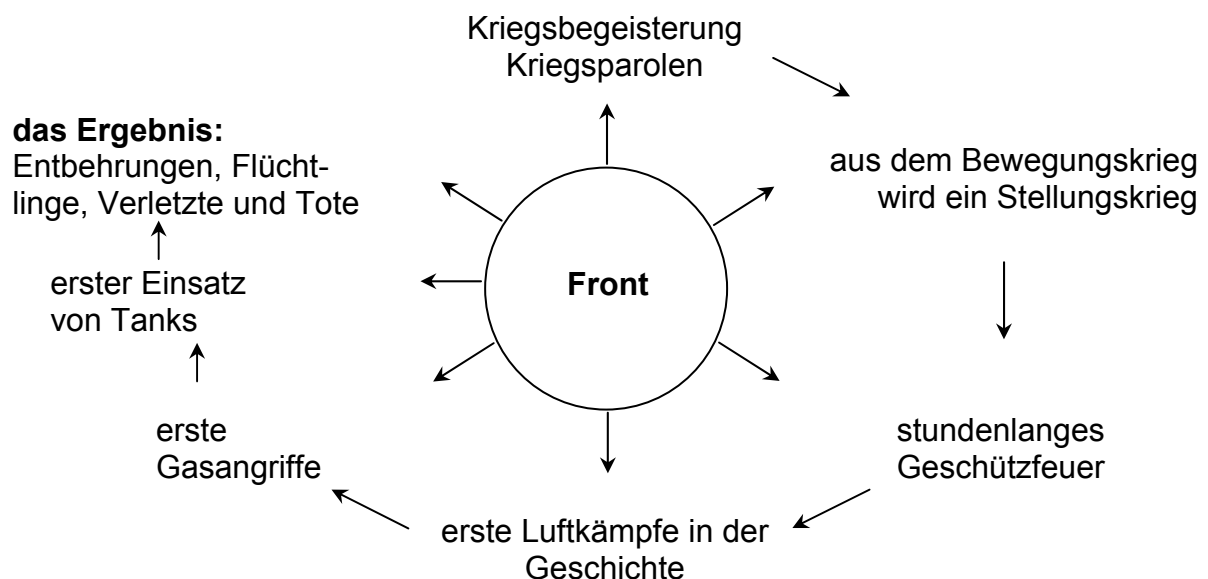 Kriegsbegeisterung
Kriegsparolen
das Ergebnis:
Entbehrungen, Flücht-
linge, Verletzte und Tote
aus dem Bewegungskrieg
wird ein Stellungskrieg
Front
erster Einsatz
von Tanks
erste
Gasangriffe
stundenlanges
Geschützfeuer
erste Luftkämpfe in der
Geschichte